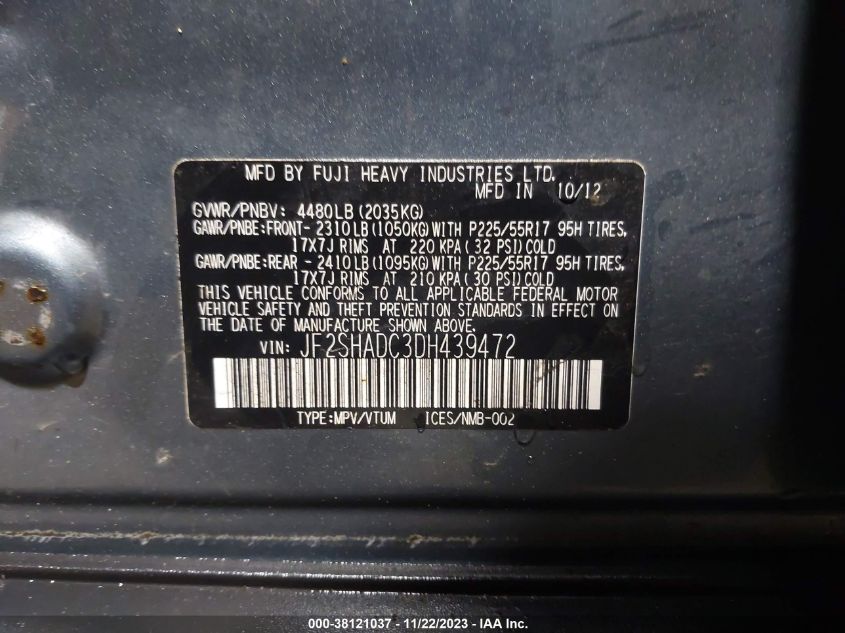 MFD BY FUJI HEAVY INDUSTRIES LTD.
MFD IN 10/12
GVWR/PNBV: 4480LB(2035KG)
GAWR/PNBE:FRONT- 2310LB(1050KG)WITH P225/55R17 95H TIRES,
17X7J RIMS AT 220 KPA(32 PSI)COLD
GAWR/PNBE:REAR - 2410LB(1095KG)WITH P225/55R17 95H TIRES,
17X7J RIMS AT 210 KPA(30 PSI)COLD
THIS VEHICLE CONFORMS TO ALL APPLICABLE FEDERAL MOTOR
VEHICLE SAFETY AND THEFT PREVENTION STANDARDS IN EFFECT ON
THE DATE OF MANUFACTURE SHOWN ABOVE.
VIN: JF2SHADC3DH439472
TYPE:MPV/VTUM ICES/NMB-002
000-38121037 - 11/22/2023 - IAA Inc.